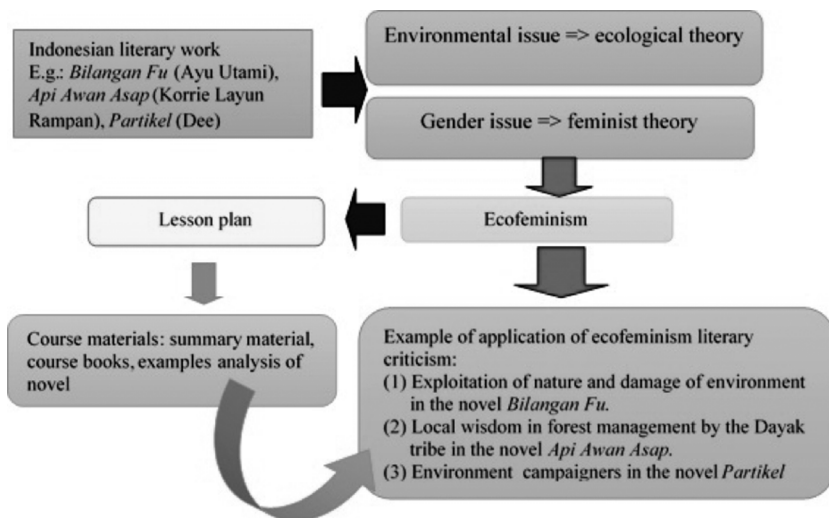 Indonesian literary work
E.g.: Bilangan Fu (Ayu Utami),
Api Awan Asap (Korrie Layun
Rampan), Partikel (Dee)
Environmental issue => ecological theory
Gender issue => feminist theory
Lesson plan
Ecofeminism
Course materials: summary material,
course books, examples analysis of
novel
Example of application of ecofeminism literary
criticism:
(1) Exploitation of nature and damage of environment
in the novel Bilangan Fu.
(2) Local wisdom in forest management by the Dayak
tribe in the novel Api Awan Asap.
(3) Environment campaigners in the novel Partikel